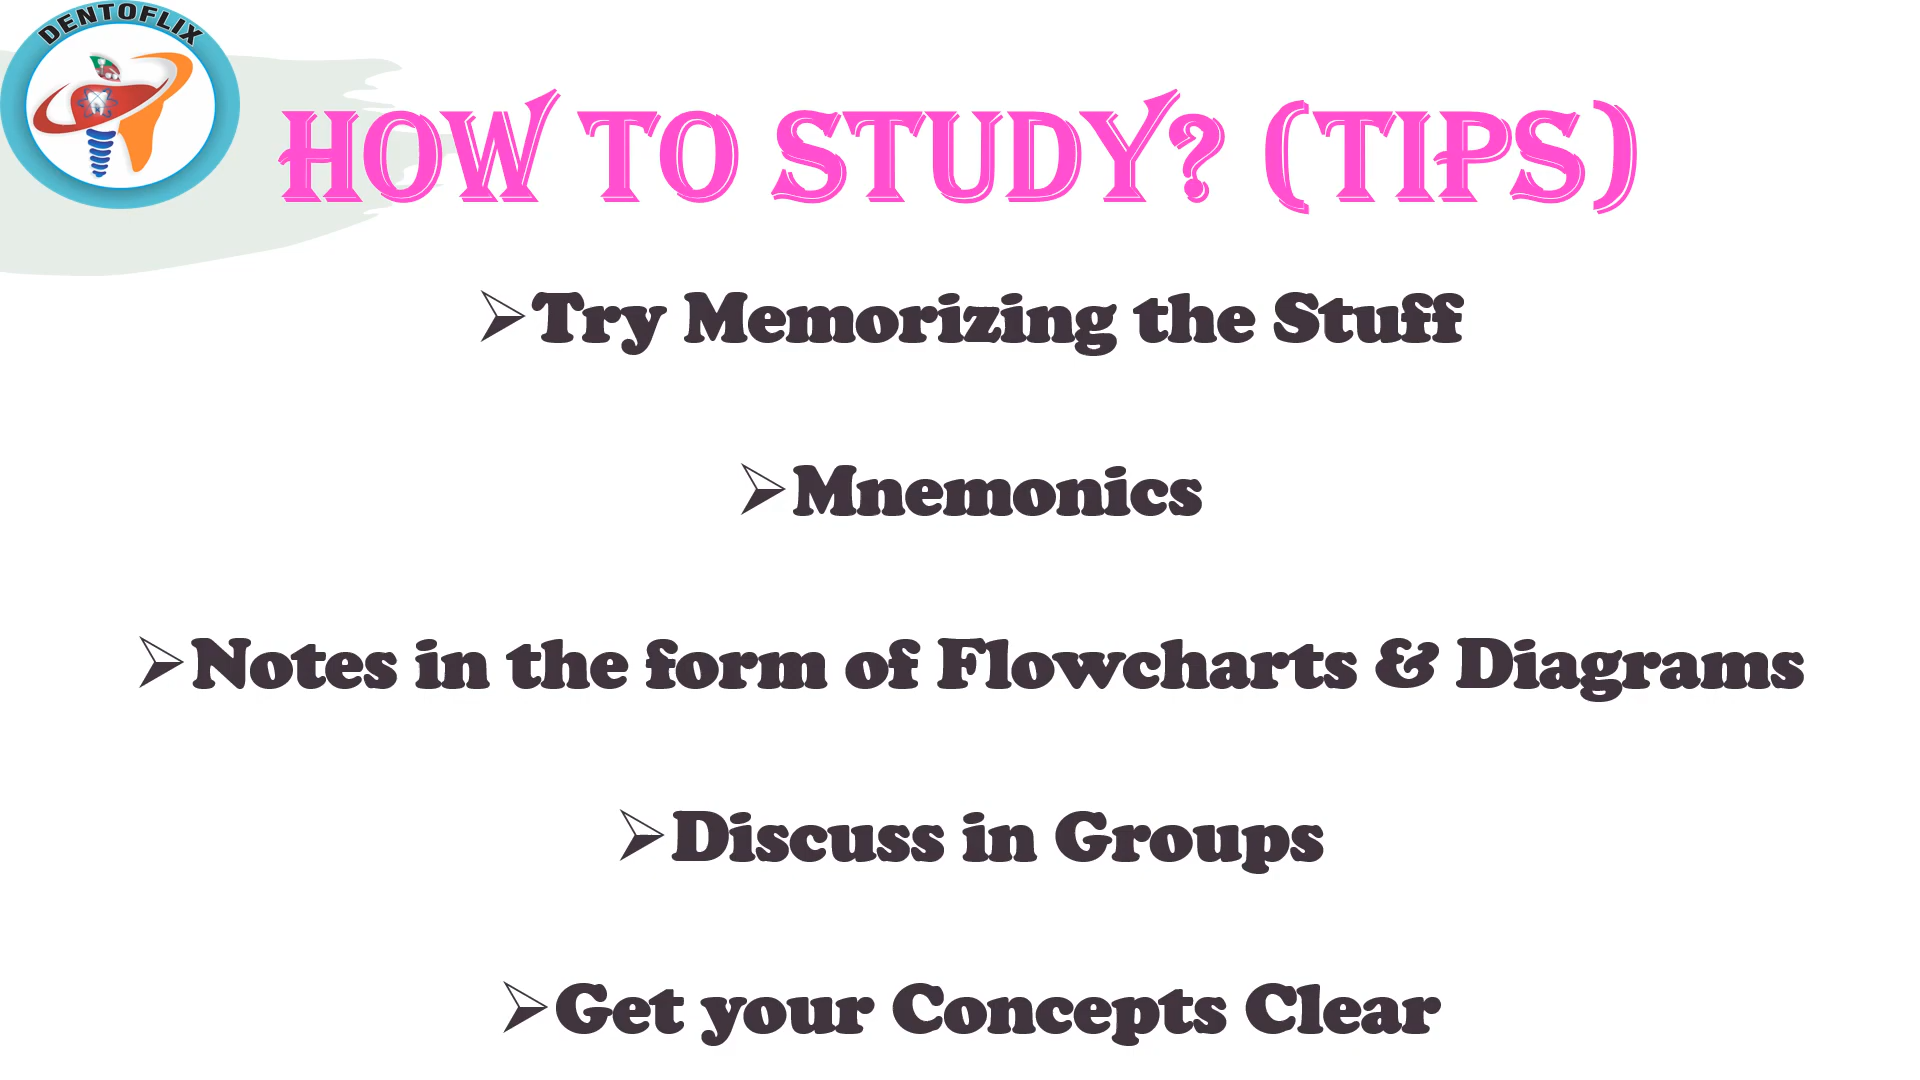 DENTOFLIX
HOW TO STUDY? (TIPS)
➢Try Memorizing the Stuff
➢Mnemonics
➢Notes in the form of Flowcharts & Diagrams
➢Discuss in Groups
➢Get your Concepts Clear